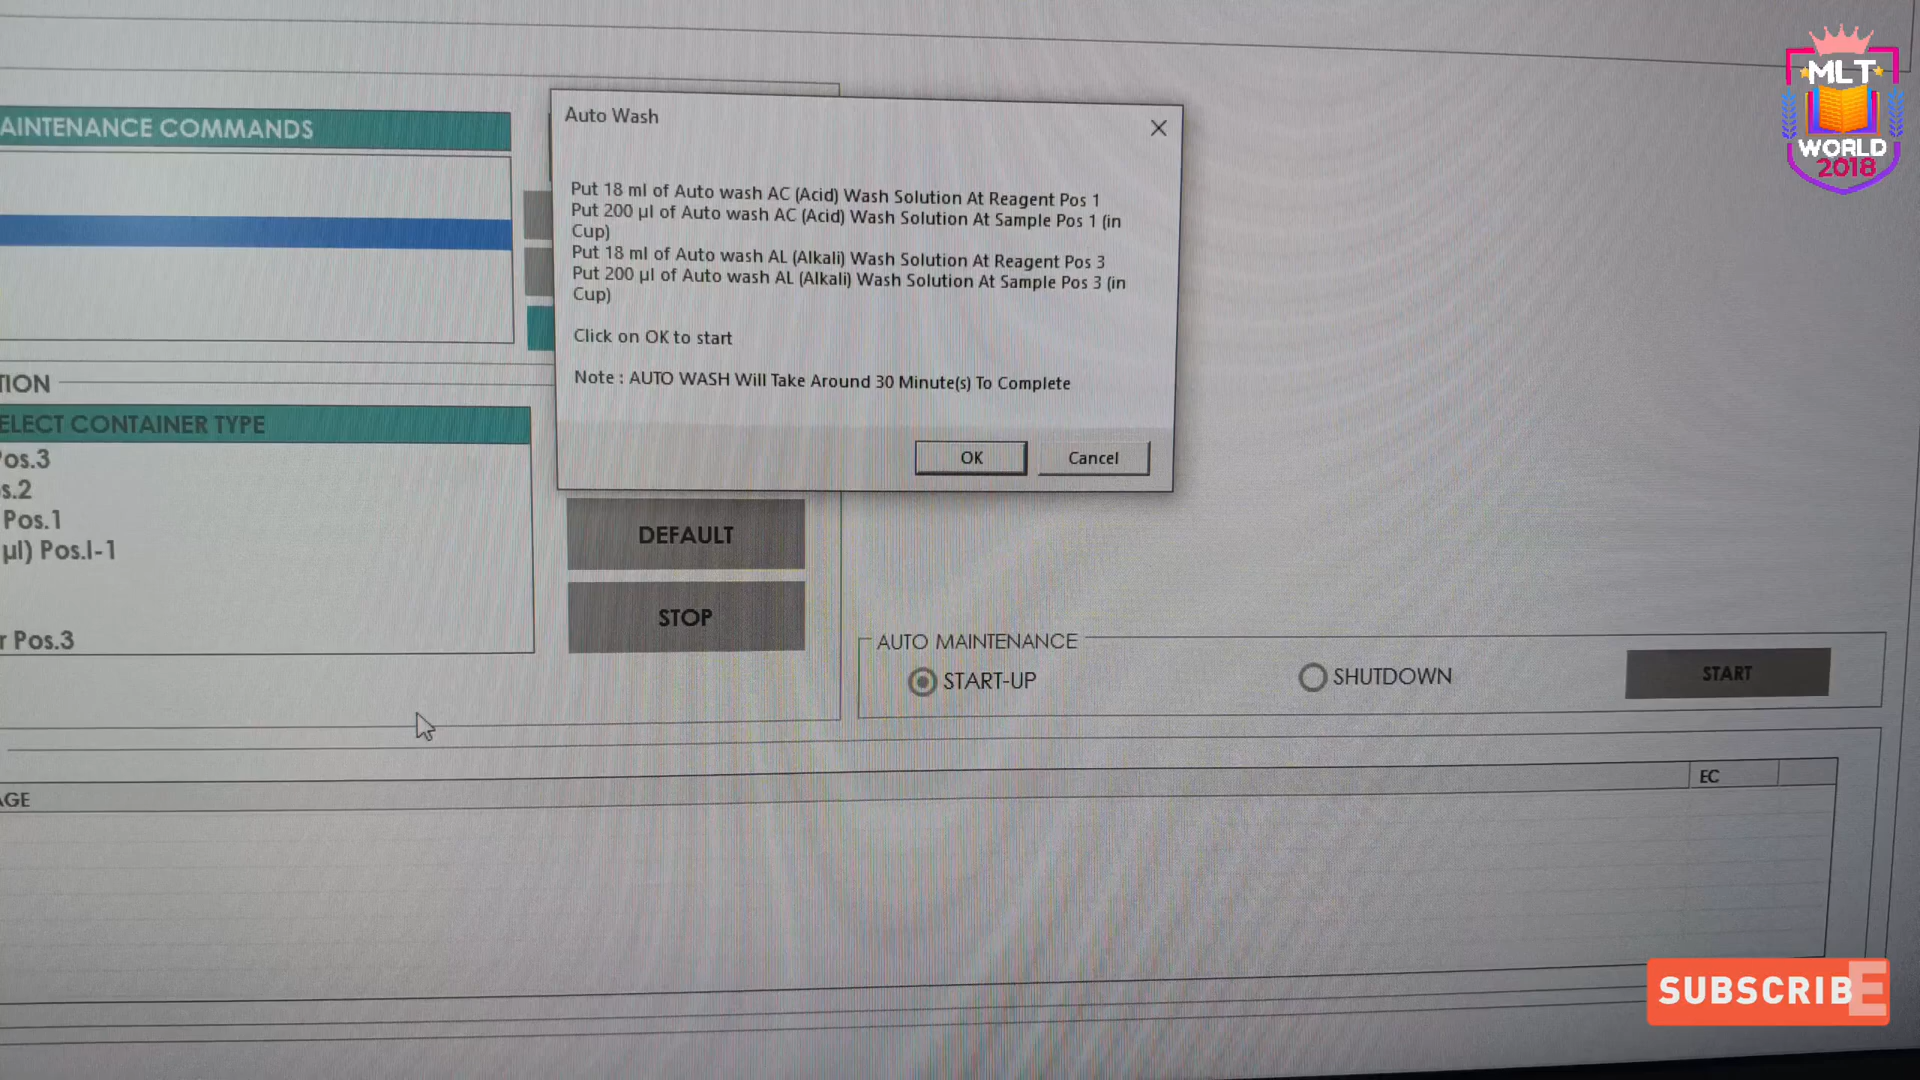 MLT
WORLD
2018
AINTENANCE COMMANDS
Auto Wash
Put 18 ml of Auto wash AC (Acid) Wash Solution At Reagent Pos 1
Put 200 µl of Auto wash AC (Acid) Wash Solution At Sample Pos 1 (in
Cup)
Put 18 ml of Auto wash AL (Alkali) Wash Solution At Reagent Pos 3
Put 200 µl of Auto wash AL (Alkali) Wash Solution At Sample Pos 3 (in
Cup)
Click on OK to start
Note : AUTO WASH Will Take Around 30 Minute(s) To Complete
OK
Cancel
TION
ELECT CONTAINER TYPE
Pos.3
s.2
Pos.1
µl) Pos.I-1
r Pos.3
DEFAULT
STOP
AUTO MAINTENANCE
START-UP
SHUTDOWN
START
AGE
EC
SUBSCRIBE